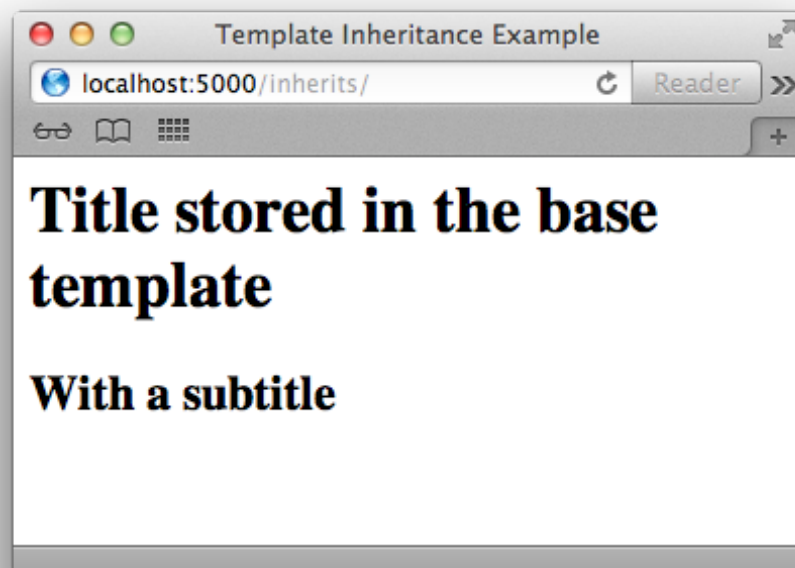 Template Inheritance Example
localhost:5000/inherits/
Reader
Title stored in the base
template
With a subtitle